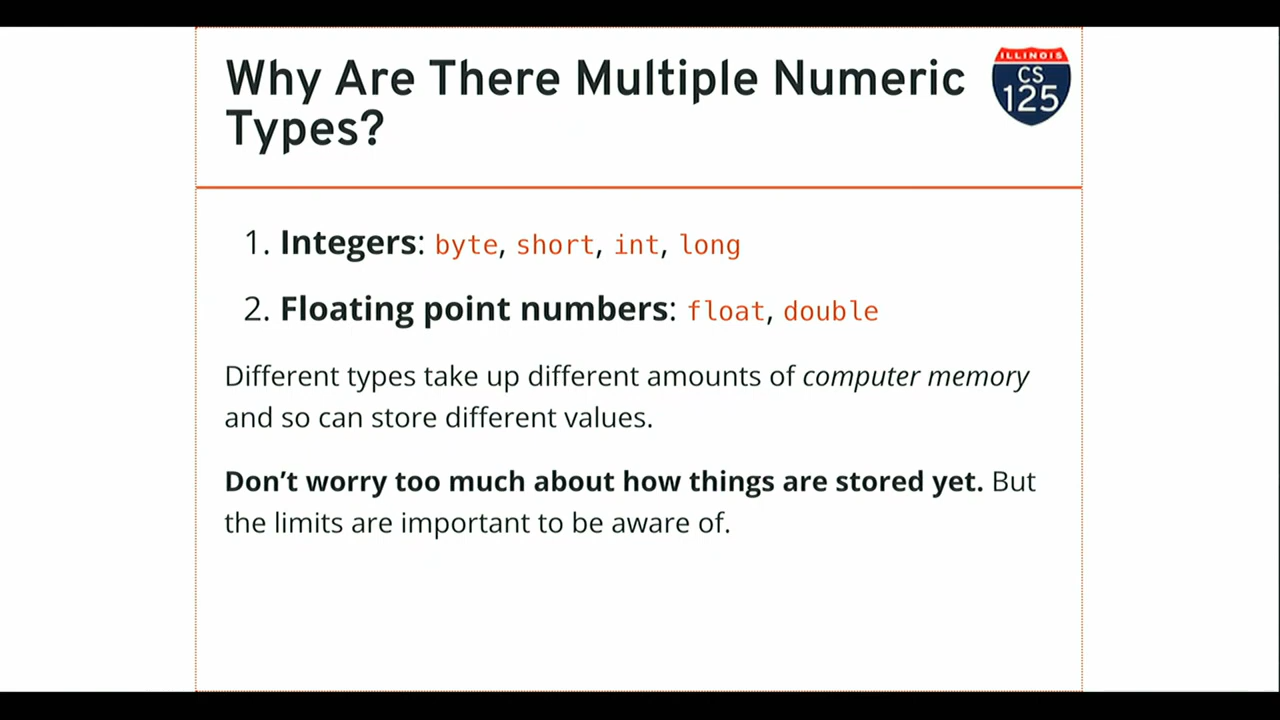 Why Are There Multiple Numeric
Types?
ILLINOIS
CS
125
1. Integers: byte, short, int, long
2. Floating point numbers: float, double
Different types take up different amounts of computer memory
and so can store different values.
Don’t worry too much about how things are stored yet. But
the limits are important to be aware of.